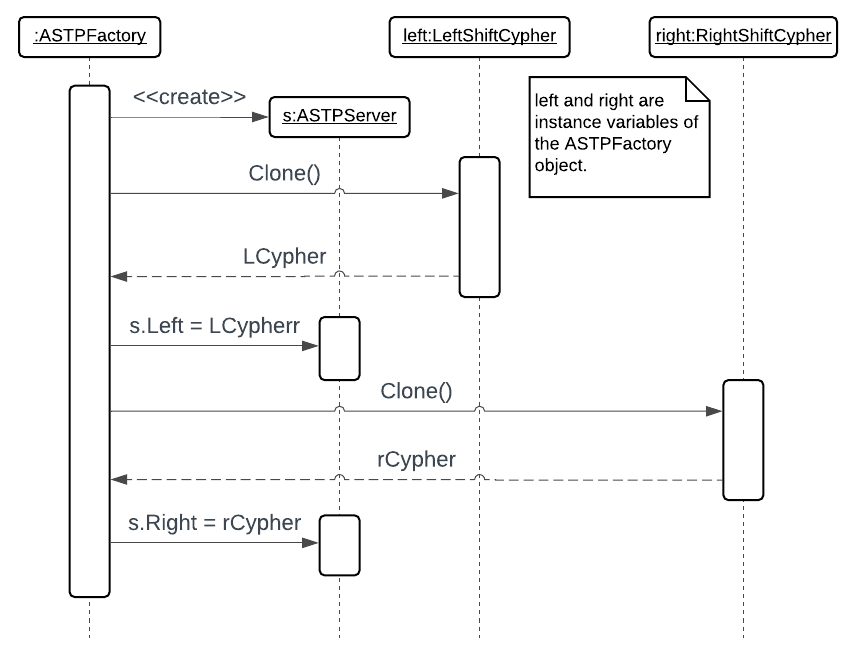 :ASTPFactory
left:LeftShiftCypher
right:RightShiftCypher
<<create>>
s:ASTPServer
left and right are
instance variables of
the ASTPFactory
object.
Clone()
LCypher
s.Left = LCypherr
Clone()
rCypher
s.Right = rCypher